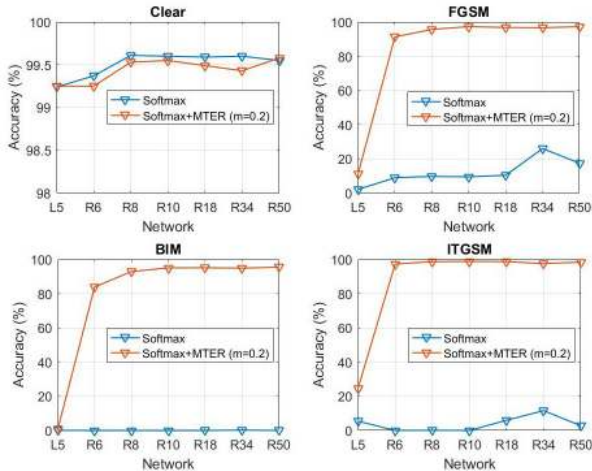 Clear
Accuracy (%)
100
99.5
99
98.5
98
Softmax
Softmax+MTER (m=0.2)
L5 R6 R8 R10 R18 R34 R50
Network
FGSM
Accuracy (%)
100
80
60
40
20
0
Softmax
Softmax+MTER (m=0.2)
L5 R6 R8 R10 R18 R34 R50
Network
BIM
Accuracy (%)
100
80
60
40
20
0
Softmax
Softmax+MTER (m=0.2)
L5 R6 R8 R10 R18 R34 R50
Network
ITGSM
Accuracy (%)
100
80
60
40
20
0
Softmax
Softmax+MTER (m=0.2)
L5 R6 R8 R10 R18 R34 R50
Network